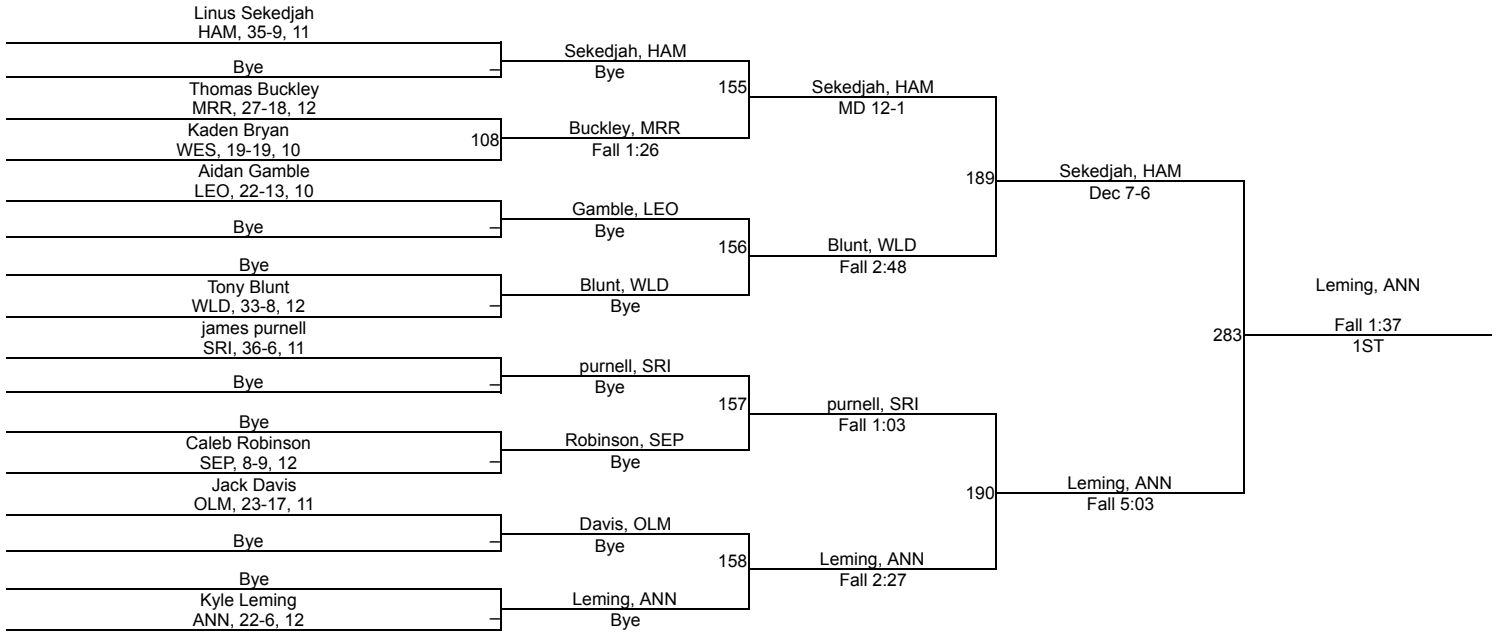 Linus Sekedjah
HAM, 35-9, 11
Bye
Thomas Buckley
MRR, 27-18, 12
Kaden Bryan
WES, 19-19, 10
Aidan Gamble
LEO, 22-13, 10
Bye
Bye
Tony Blunt
WLD, 33-8, 12
james purnell
SRI, 36-6, 11
Bye
Bye
Caleb Robinson
SEP, 8-9, 12
Jack Davis
OLM, 23-17, 11
Bye
Bye
Kyle Leming
ANN, 22-6, 12
108
Sekedjah, HAM
Bye
Buckley, MRR
Fall 1:26
Gamble, LEO
Bye
Blunt, WLD
Bye
purnell, SRI
Bye
Robinson, SEP
Bye
Davis, OLM
Bye
Leming, ANN
Bye
155
156
157
158
Sekedjah, HAM
MD 12-1
Blunt, WLD
Fall 2:48
purnell, SRI
Fall 1:03
Leming, ANN
Fall 2:27
189
190
Sekedjah, HAM
Dec 7-6
Leming, ANN
Fall 5:03
283
Leming, ANN
Fall 1:37
1ST